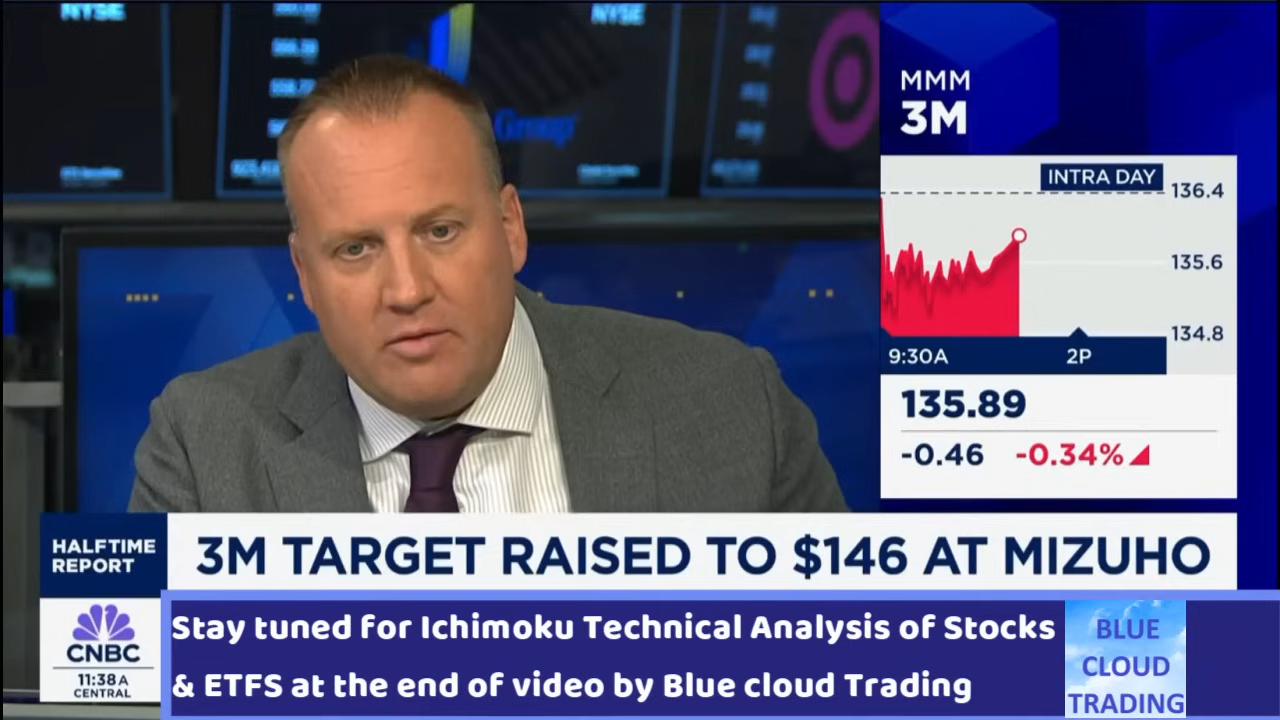 NYSE
NYSE
Group
MMM
3M
INTRA DAY
136.4
135.6
134.8
9:30A
2P
135.89
-0.46 -0.34%
HALFTIME
REPORT
3M TARGET RAISED TO $146 AT MIZUHO
CNBC
11:38A
CENTRAL
Stay tuned for Ichimoku Technical Analysis of Stocks
& ETFS at the end of video by Blue cloud Trading
BLUE
CLOUD
TRADING